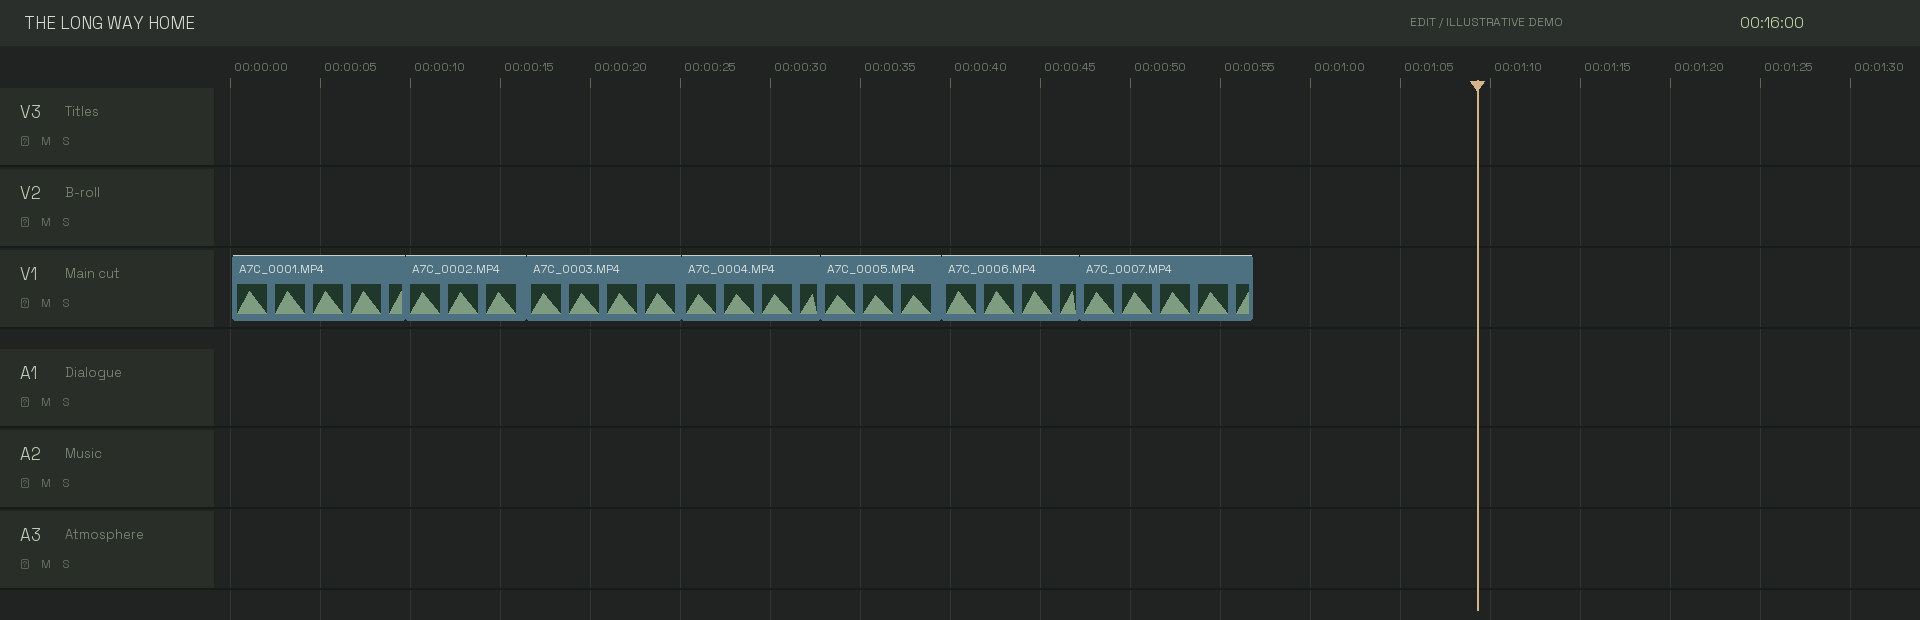 THE LONG WAY HOME
EDIT / ILLUSTRATIVE DEMO
00:16:00
00:00:00 00:00:05 00:00:10 00:00:15 00:00:20 00:00:25 00:00:30 00:00:35 00:00:40 00:00:45 00:00:50 00:00:55 00:01:00 00:01:05 00:01:10 00:01:15 00:01:20 00:01:25 00:01:30
V3 Titles
M S
V2 B-roll
M S
V1 Main cut
M S
A7C_0001.MP4 A7C_0002.MP4 A7C_0003.MP4 A7C_0004.MP4 A7C_0005.MP4 A7C_0006.MP4 A7C_0007.MP4
A1 Dialogue
M S
A2 Music
M S
A3 Atmosphere
M S